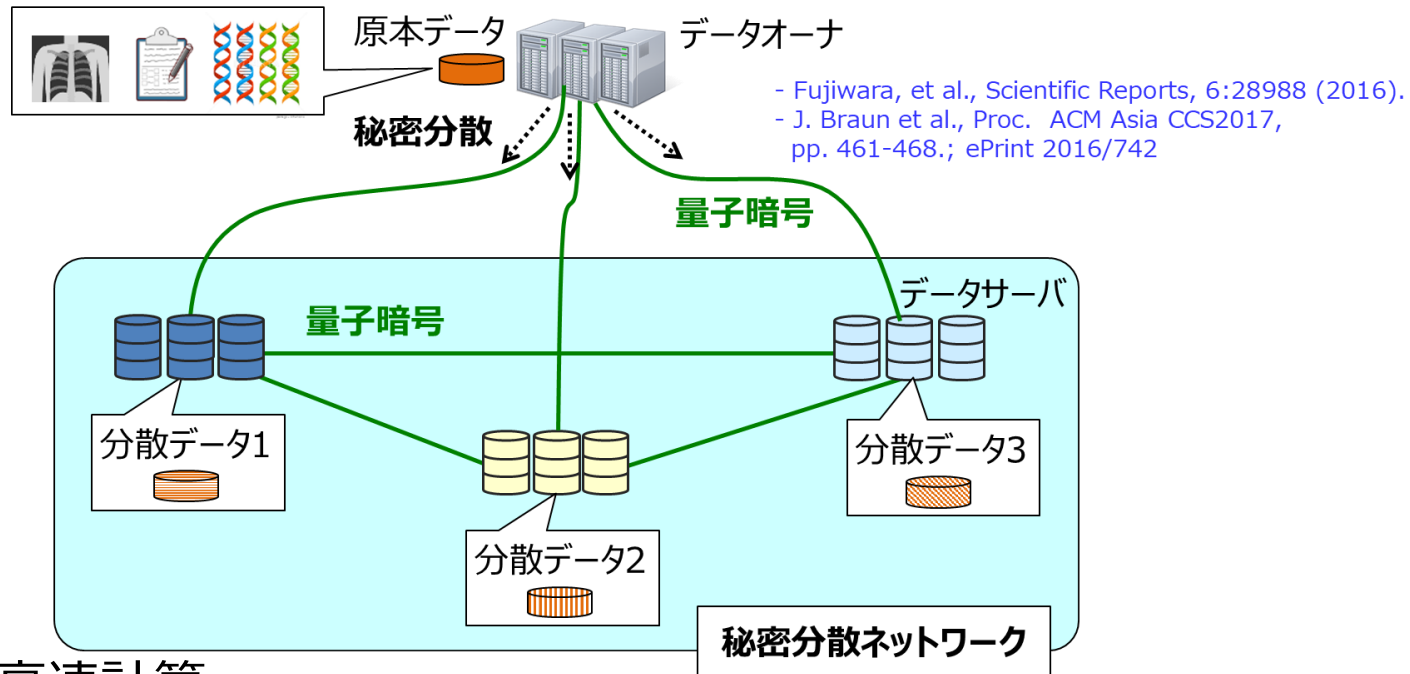 原本データ
データオーナ
- Fujiwara, et al., Scientific Reports, 6:28988 (2016).
- J. Braun et al., Proc. ACM Asia CCS2017,
pp. 461-468.; ePrint 2016/742
秘密分散
量子暗号
データサーバ
量子暗号
分散データ1
分散データ3
分散データ2
秘密分散ネットワーク
高速計算